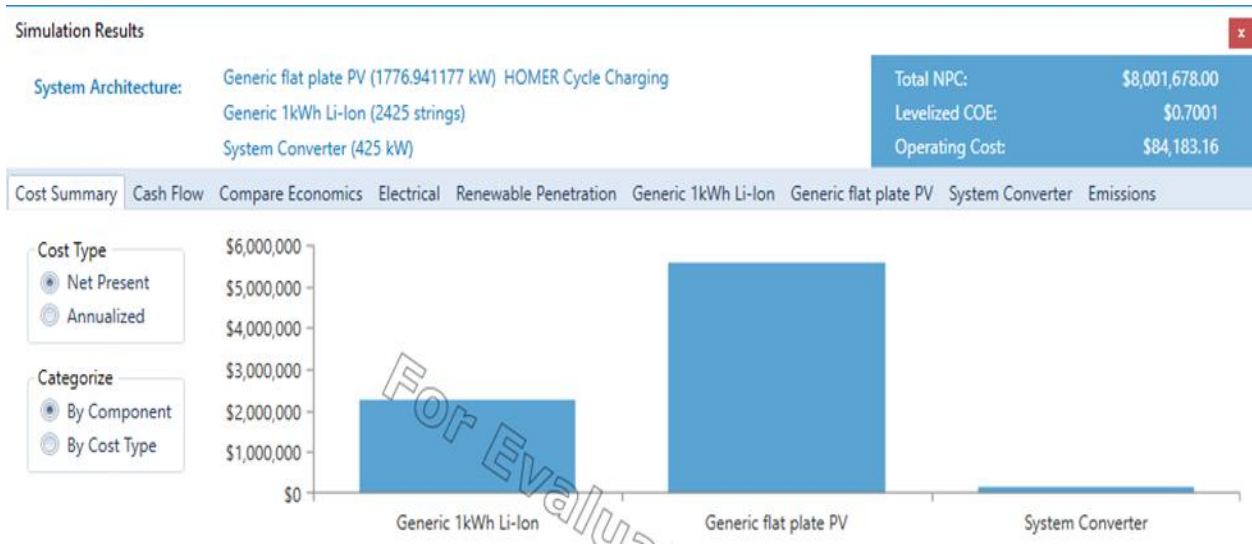 Simulation Results
x
System Architecture:
Generic flat plate PV (1776.941177 kW) HOMER Cycle Charging
Generic 1kWh Li-Ion (2425 strings)
System Converter (425 kW)
Total NPC: $8,001,678.00
Levelized COE: $0.7001
Operating Cost: $84,183.16
Cost Summary Cash Flow Compare Economics Electrical Renewable Penetration Generic 1kWh Li-Ion Generic flat plate PV System Converter Emissions
Cost Type
Net Present
Annualized
Categorize
By Component
By Cost Type
$6,000,000
$5,000,000
$4,000,000
$3,000,000
$2,000,000
$1,000,000
$0
For Evalua
Generic 1kWh Li-Ion Generic flat plate PV System Converter